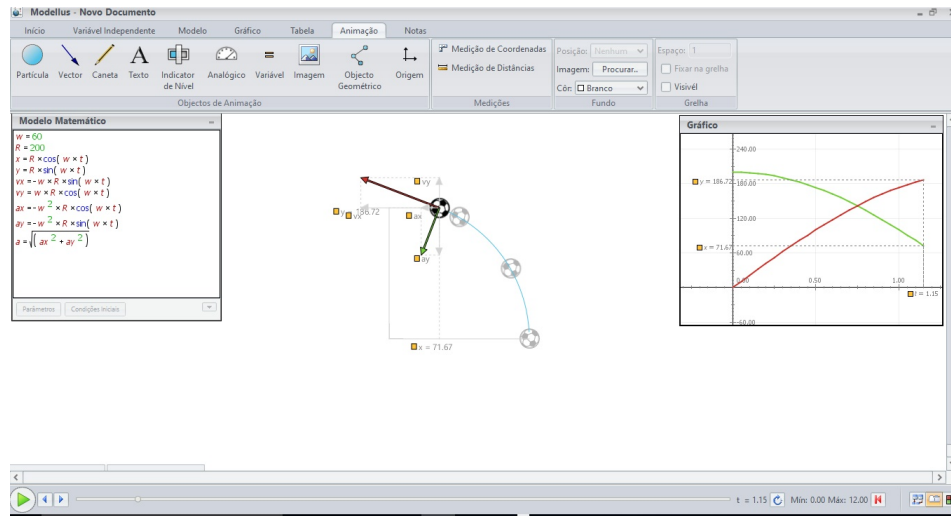 Modellus - Novo Documento
Início Variável Independente Modelo Gráfico Tabela Animação Notas
Partícula Vector Caneta Texto Indicator de Nível Analógico Variável Imagem Objecto Geométrico Origem
Objectos de Animação
Medição de Coordenadas
Medição de Distâncias
Medições
Posição: Nenhum
Imagem: Procurar..
Côr: Branco
Fundo
Espaço: 1
Fixar na grelha
Visível
Grelha
Modelo Matemático
w = 60
R = 200
x = R × cos( w × t )
y = R × sin( w × t )
vx = - w × R × sin( w × t )
vy = w × R × cos( w × t )
ax = - w 2 × R × cos( w × t )
ay = - w 2 × R × sin( w × t )
a = √( ax 2 + ay 2 )
Parâmetros Condições Iniciais
vy
y = 186.72
vx
ax
ay
x = 71.67
Gráfico
240.00
y = 186.72
180.00
120.00
x = 71.67
60.00
0.00 0.50 1.00
t = 1.15
-60.00
t = 1.15 Mín: 0.00 Máx: 12.00